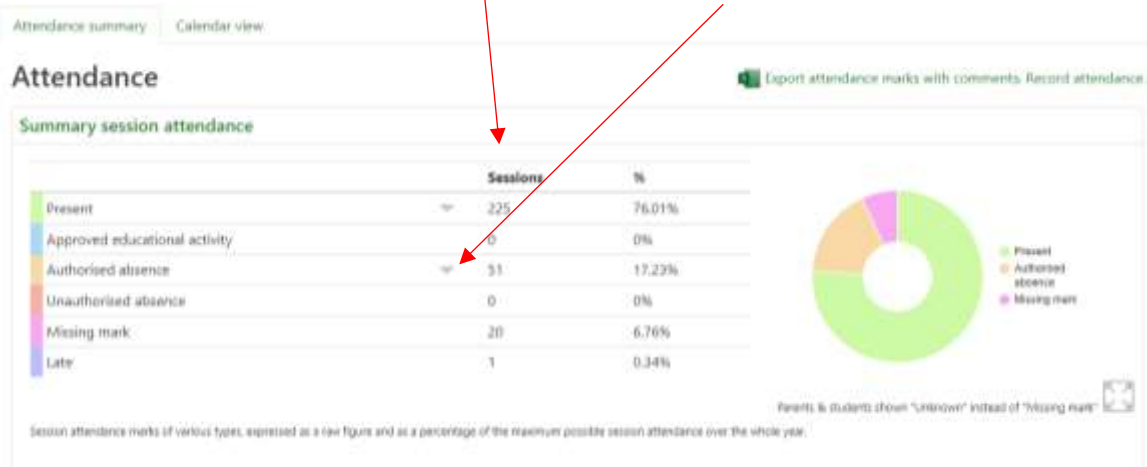 Attendance summary Calendar view
Attendance
Export attendance marks with comments Record attendance
Summary session attendance
Sessions %
Present 225 76.01%
Approved educational activity 0 0%
Authorised absence 51 17.23%
Unauthorised absence 0 0%
Missing mark 20 6.76%
Late 1 0.34%
Present
Authorised
absence
Missing mark
Parents & students shown "Unknown" instead of "Missing mark"
Session attendance marks of various types, expressed as a raw figure and as a percentage of the maximum possible session attendance over the whole year.